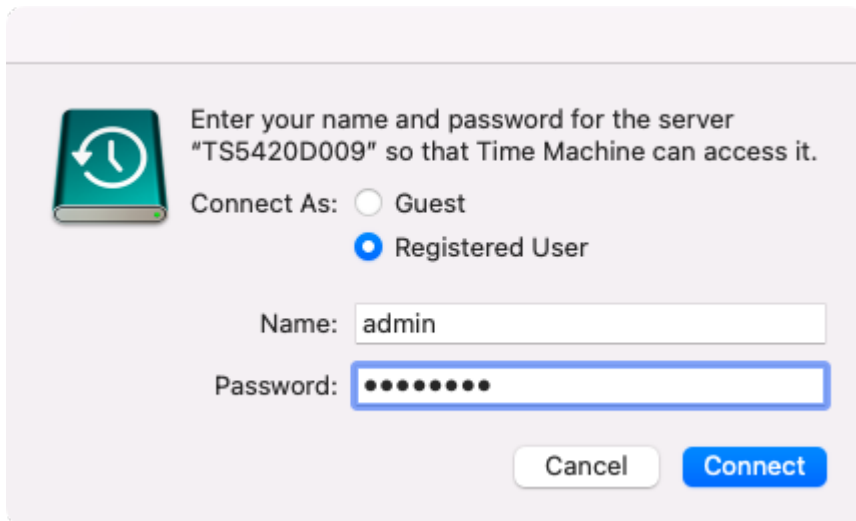 Enter your name and password for the server
“TS5420D009” so that Time Machine can access it.
Connect As: Guest
Registered User
Name: admin
Password: ••••••••
Cancel Connect